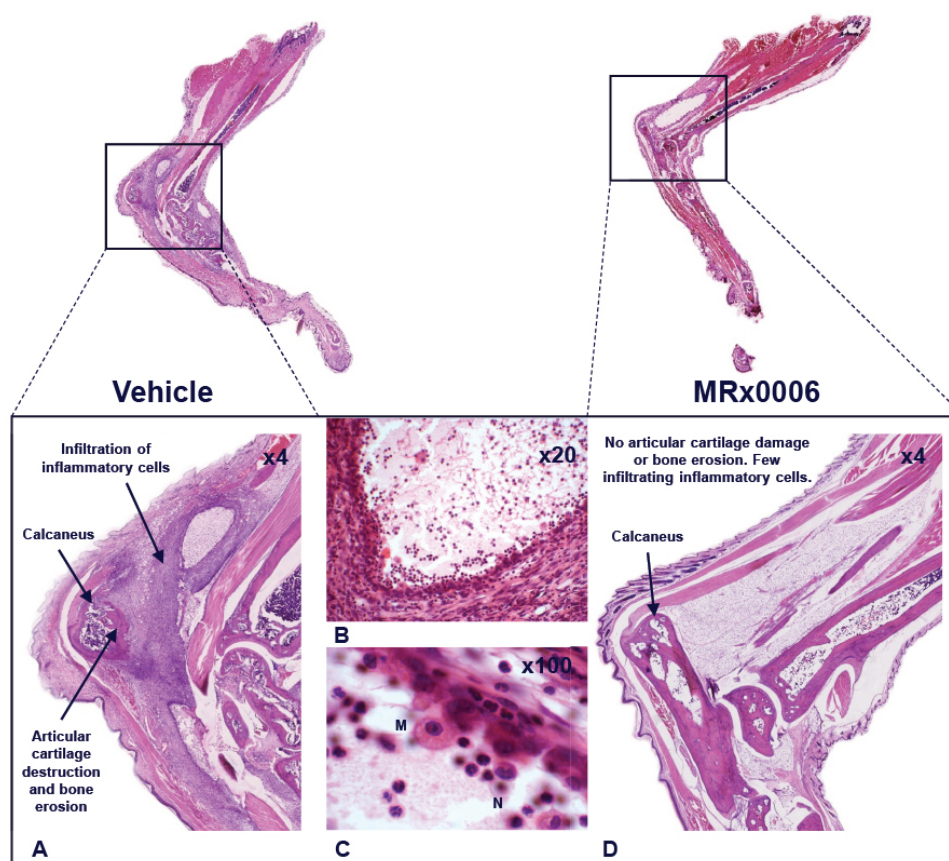 Vehicle
MRx0006
Infiltration of
inflammatory cells
x4
Calcaneus
Articular
cartilage
destruction
and bone
erosion
A
x20
B
x100
M
N
C
No articular cartilage damage
or bone erosion. Few
infiltrating inflammatory cells.
x4
Calcaneus
D